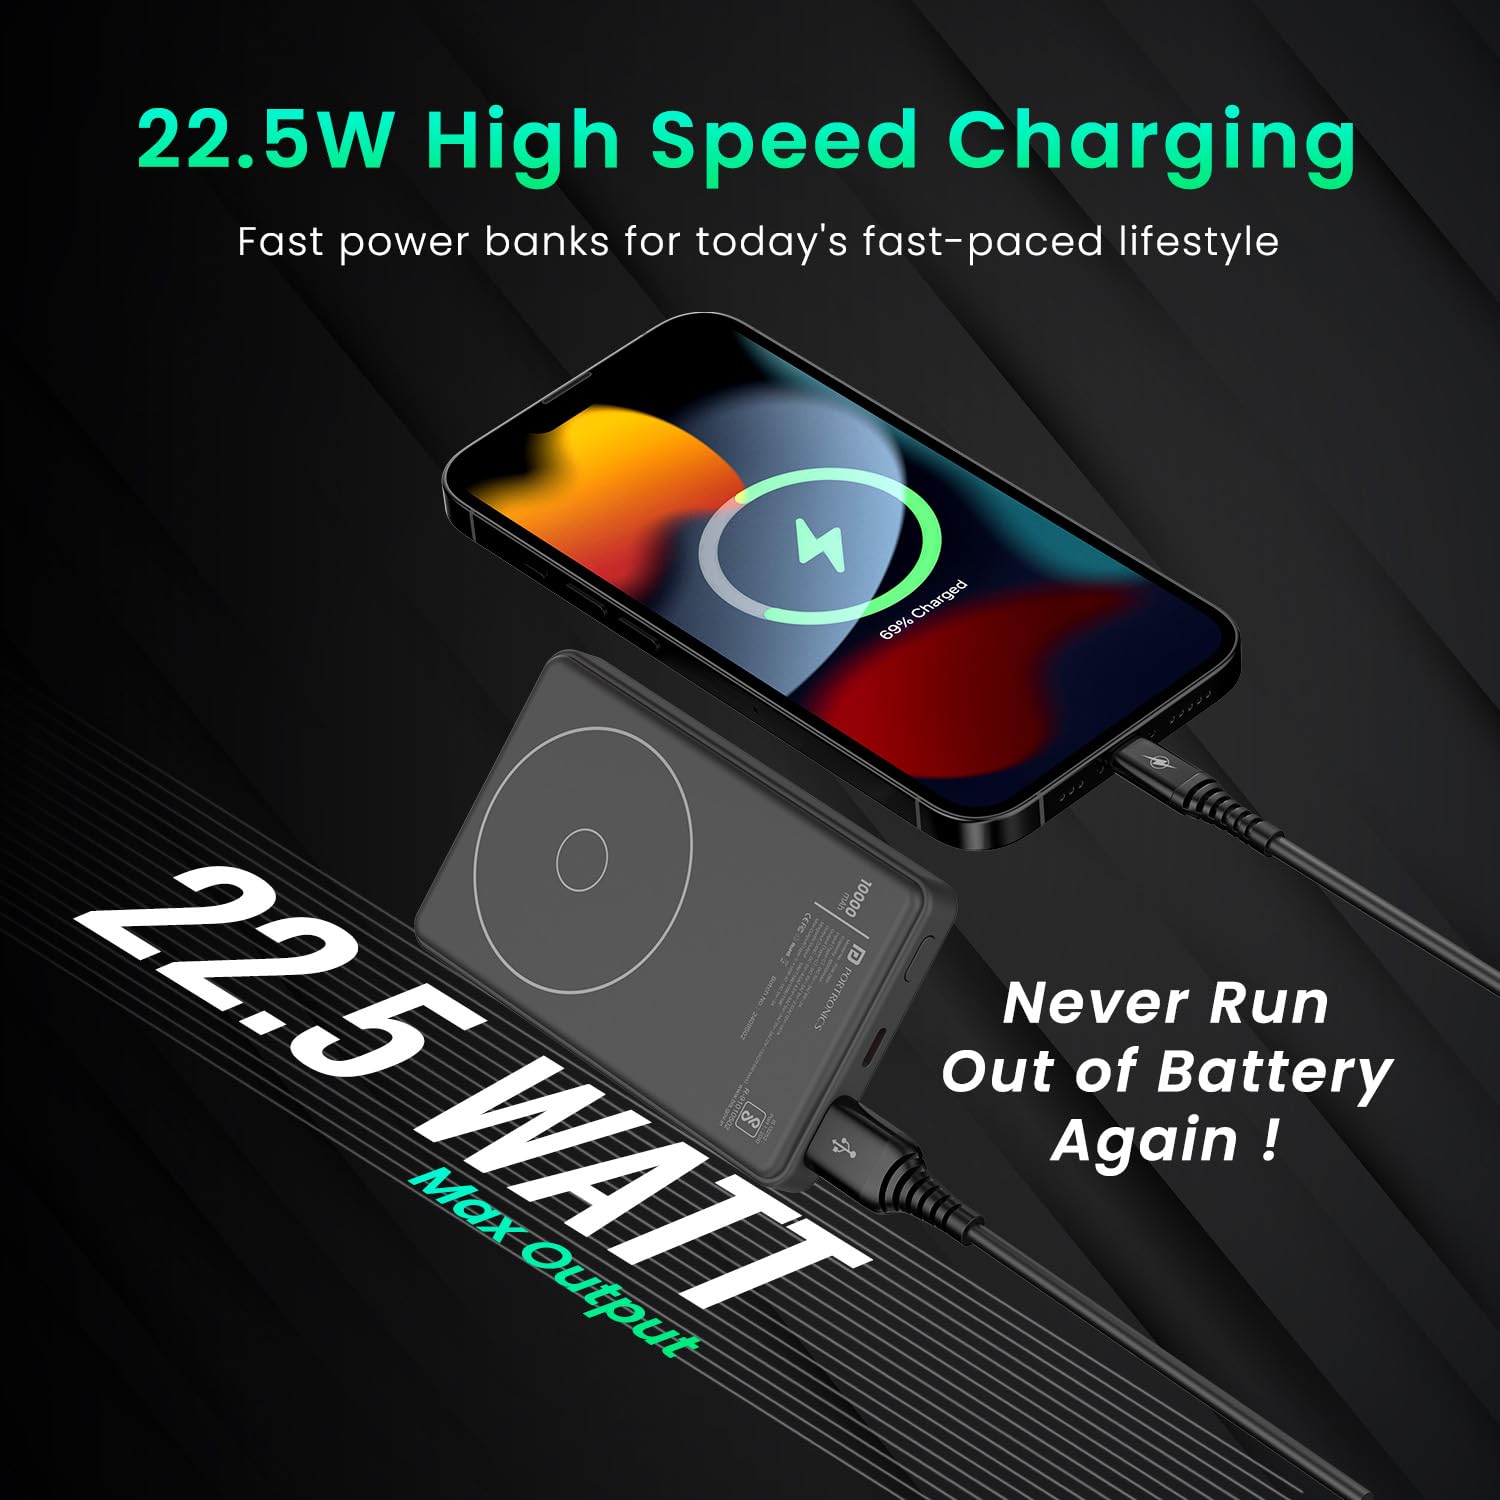 22.5W High Speed Charging
Fast power banks for today's fast-paced lifestyle
69% Charged
10000
mAh
PORTRONICS
22.5 WATT
Max Output
Never Run
Out of Battery
Again !